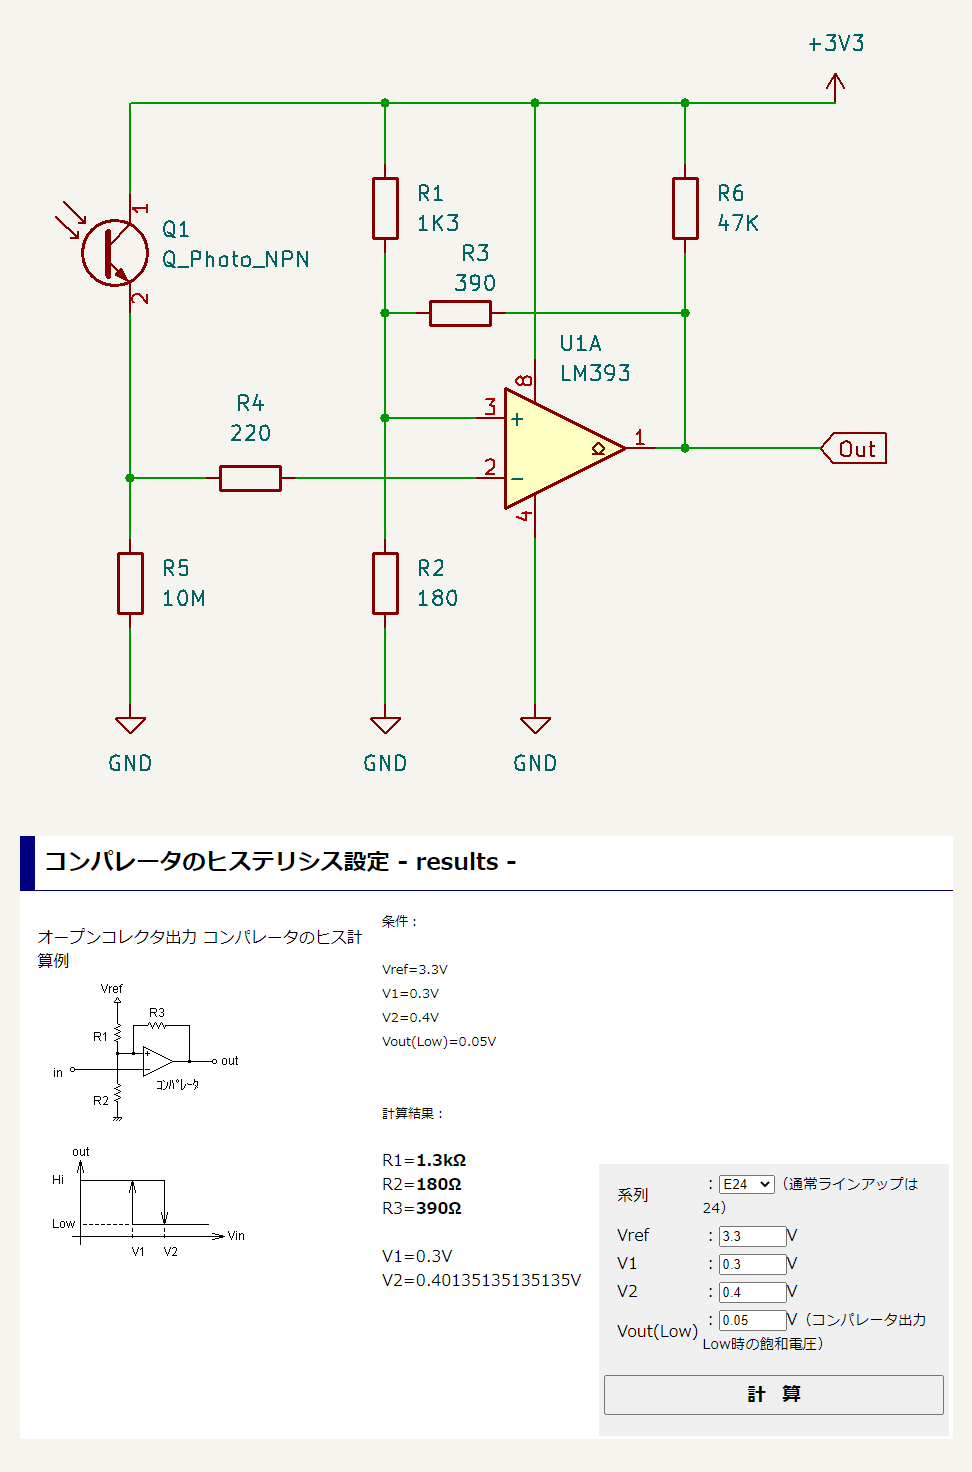 +3V3
1
Q1
Q_Photo_NPN
2
R1
1K3
R3
390
R6
47K
U1A
LM393
8
3
+
2
-
1
4
Out
R4
220
R5
10M
R2
180
GND
GND
GND
コンパレータのヒステリシス設定 - results -
オープンコレクタ出力 コンパレータのヒス計
算例
Vref
R3
R1
+
-
in
out
コンパレータ
R2
out
Hi
Low
Vin
V1
V2
条件：
Vref=3.3V
V1=0.3V
V2=0.4V
Vout(Low)=0.05V
計算結果：
R1=1.3kΩ
R2=180Ω
R3=390Ω
V1=0.3V
V2=0.40135135135135V
系列 ：E24（通常ラインアップは
24）
Vref ：3.3V
V1 ：0.3V
V2 ：0.4V
Vout(Low) ：0.05V（コンパレータ出力
Low時の飽和電圧）
計 算